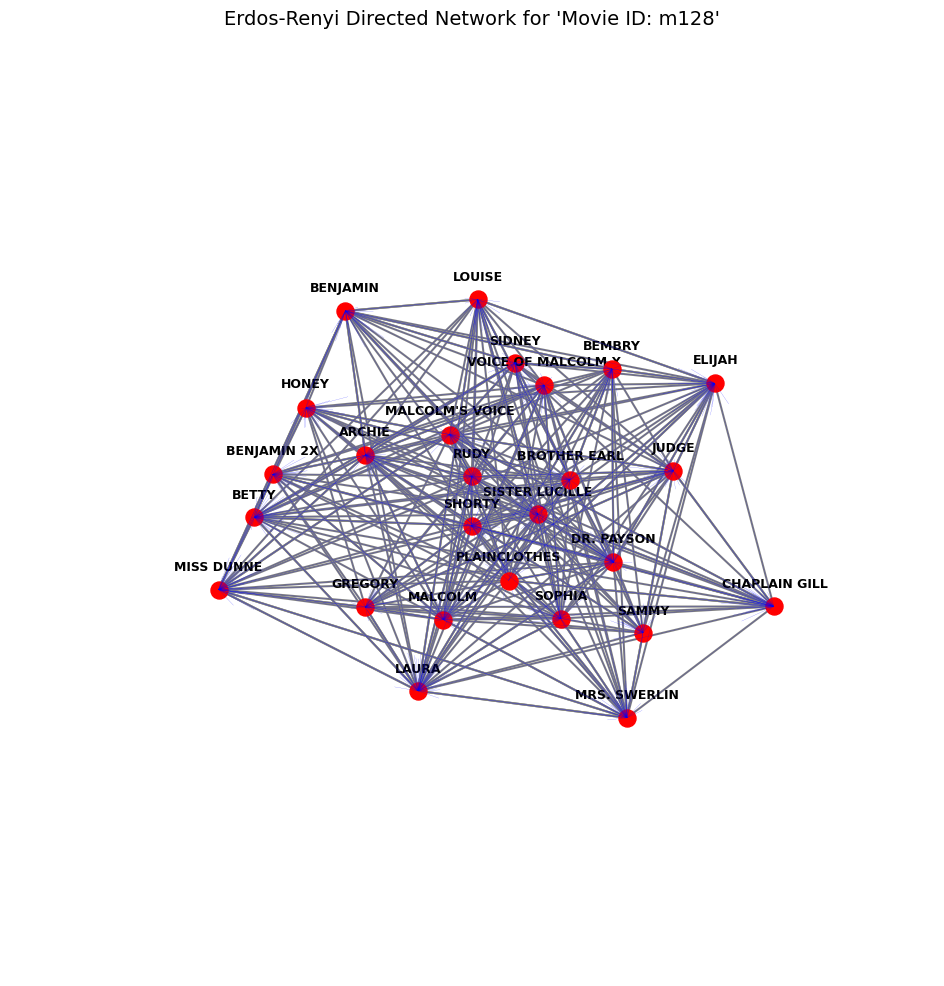 Erdos-Renyi Directed Network for 'Movie ID: m128'
LOUISE
BENJAMIN
SIDNEY
BEMBRY
VOICE OF MALCOLM X
ELIJAH
HONEY
MALCOLM'S VOICE
ARCHIE
JUDGE
BENJAMIN 2X
RUDY
BROTHER EARL
SISTER LUCILLE
BETTY
SHORTY
DR. PAYSON
PLAINCLOTHES
MISS DUNNE
GREGORY
CHAPLAIN GILL
SOPHIA
MALCOLM
SAMMY
LAURA
MRS. SWERLIN